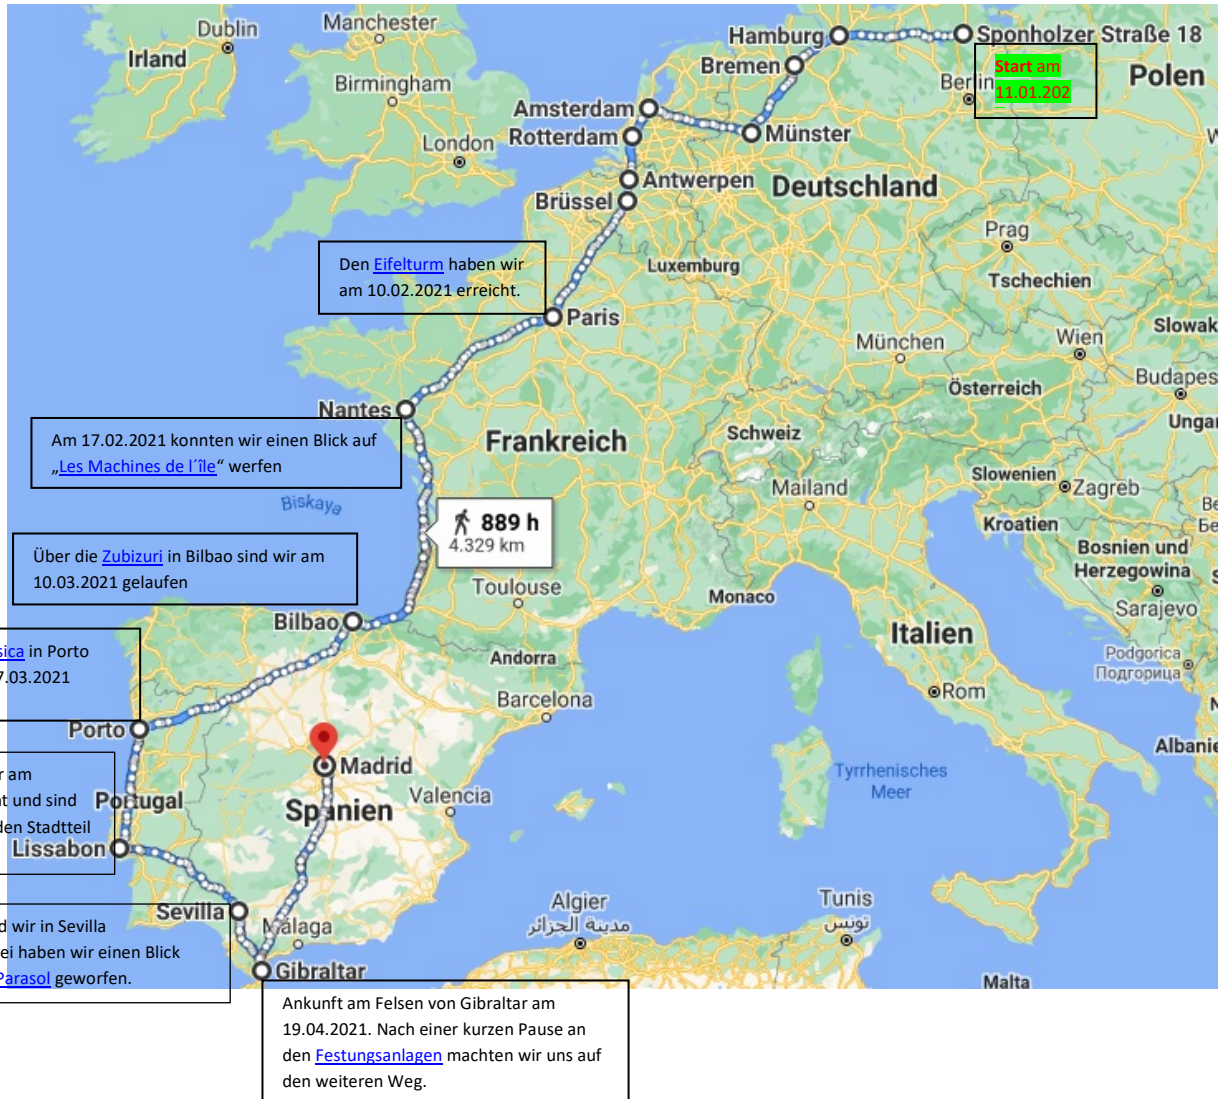 Dublin
Manchester
Irland
Birmingham
London
Hamburg
Sponholzer Straße 18
Bremen
Start am
11.01.202
Berlin
Polen
Amsterdam
Rotterdam
Münster
Antwerpen
Deutschland
Brüssel
Prag
Tschechien
Luxemburg
Den Eifelturm haben wir
am 10.02.2021 erreicht.
Paris
München
Wien
Slowak
Österreich
Budapes
Ungar
Nantes
Am 17.02.2021 konnten wir einen Blick auf
„Les Machines de l´île“ werfen
Frankreich
Schweiz
Mailand
Slowenien
Zagreb
Kroatien
Biskaya
889 h
4.329 km
Bosnien und
Herzegowina
Sarajevo
Über die Zubizuri in Bilbao sind wir am
10.03.2021 gelaufen
Toulouse
Monaco
Bilbao
Italien
Andorra
Podgorica
Подгорица
sica in Porto
7.03.2021
Barcelona
Rom
Porto
Madrid
Albanie
Tyrrhenisches
Meer
r am
nt und sind
den Stadtteil
Portugal
Spanien
Valencia
Lissabon
Sevilla
Málaga
Algier
مدينة الجزائر
Tunis
تونس
d wir in Sevilla
ei haben wir einen Blick
Parasol geworfen.
Gibraltar
Malta
Ankunft am Felsen von Gibraltar am
19.04.2021. Nach einer kurzen Pause an
den Festungsanlagen machten wir uns auf
den weiteren Weg.